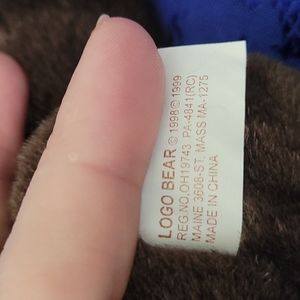 LOGO BEAR © 1998 © 1999
REG.NO.OH19743 PA-4841(RC)
MAINE 3608-ST, MASS MA-1275
MADE IN CHINA